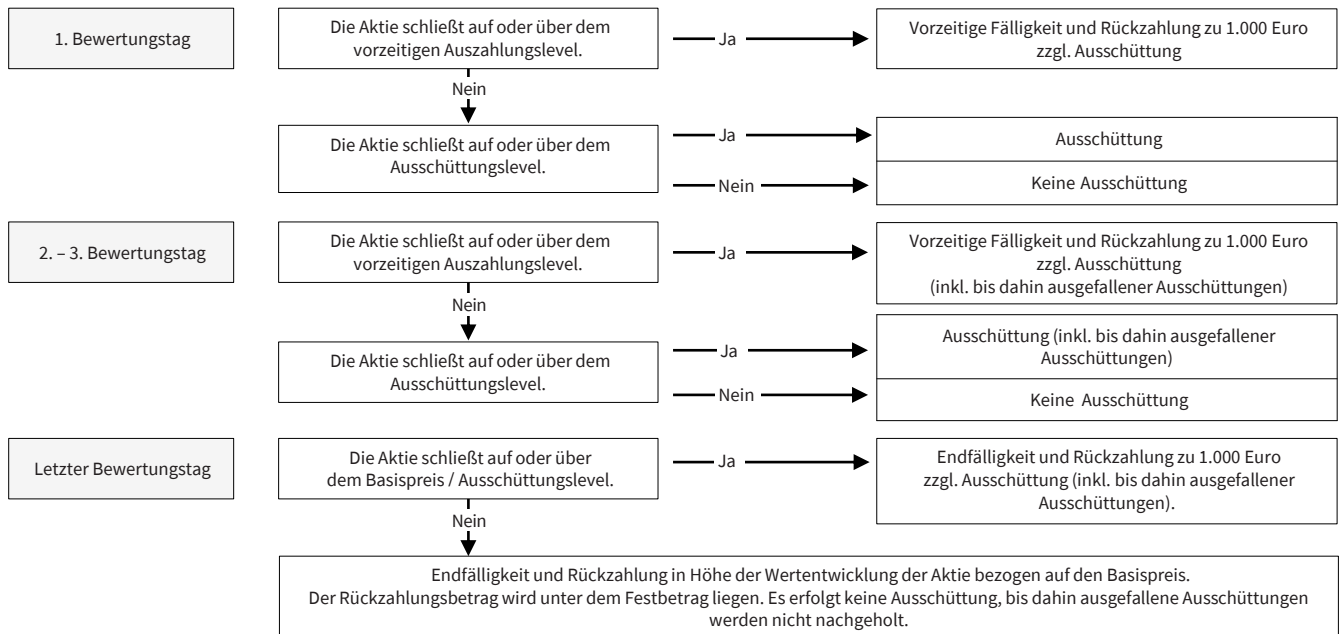 1. Bewertungstag
Die Aktie schließt auf oder über dem
vorzeitigen Auszahlungslevel.
Ja
Vorzeitige Fälligkeit und Rückzahlung zu 1.000 Euro
zzgl. Ausschüttung
Nein
Die Aktie schließt auf oder über dem
Ausschüttungslevel.
Ja
Ausschüttung
Nein
Keine Ausschüttung
2. – 3. Bewertungstag
Die Aktie schließt auf oder über dem
vorzeitigen Auszahlungslevel.
Ja
Vorzeitige Fälligkeit und Rückzahlung zu 1.000 Euro
zzgl. Ausschüttung
(inkl. bis dahin ausgefallener Ausschüttungen)
Nein
Die Aktie schließt auf oder über dem
Ausschüttungslevel.
Ja
Ausschüttung (inkl. bis dahin ausgefallener
Ausschüttungen)
Nein
Keine Ausschüttung
Letzter Bewertungstag
Die Aktie schließt auf oder über
dem Basispreis / Ausschüttungslevel.
Ja
Endfälligkeit und Rückzahlung zu 1.000 Euro
zzgl. Ausschüttung (inkl. bis dahin ausgefallener
Ausschüttungen).
Nein
Endfälligkeit und Rückzahlung in Höhe der Wertentwicklung der Aktie bezogen auf den Basispreis.
Der Rückzahlungsbetrag wird unter dem Festbetrag liegen. Es erfolgt keine Ausschüttung, bis dahin ausgefallene Ausschüttungen
werden nicht nachgeholt.